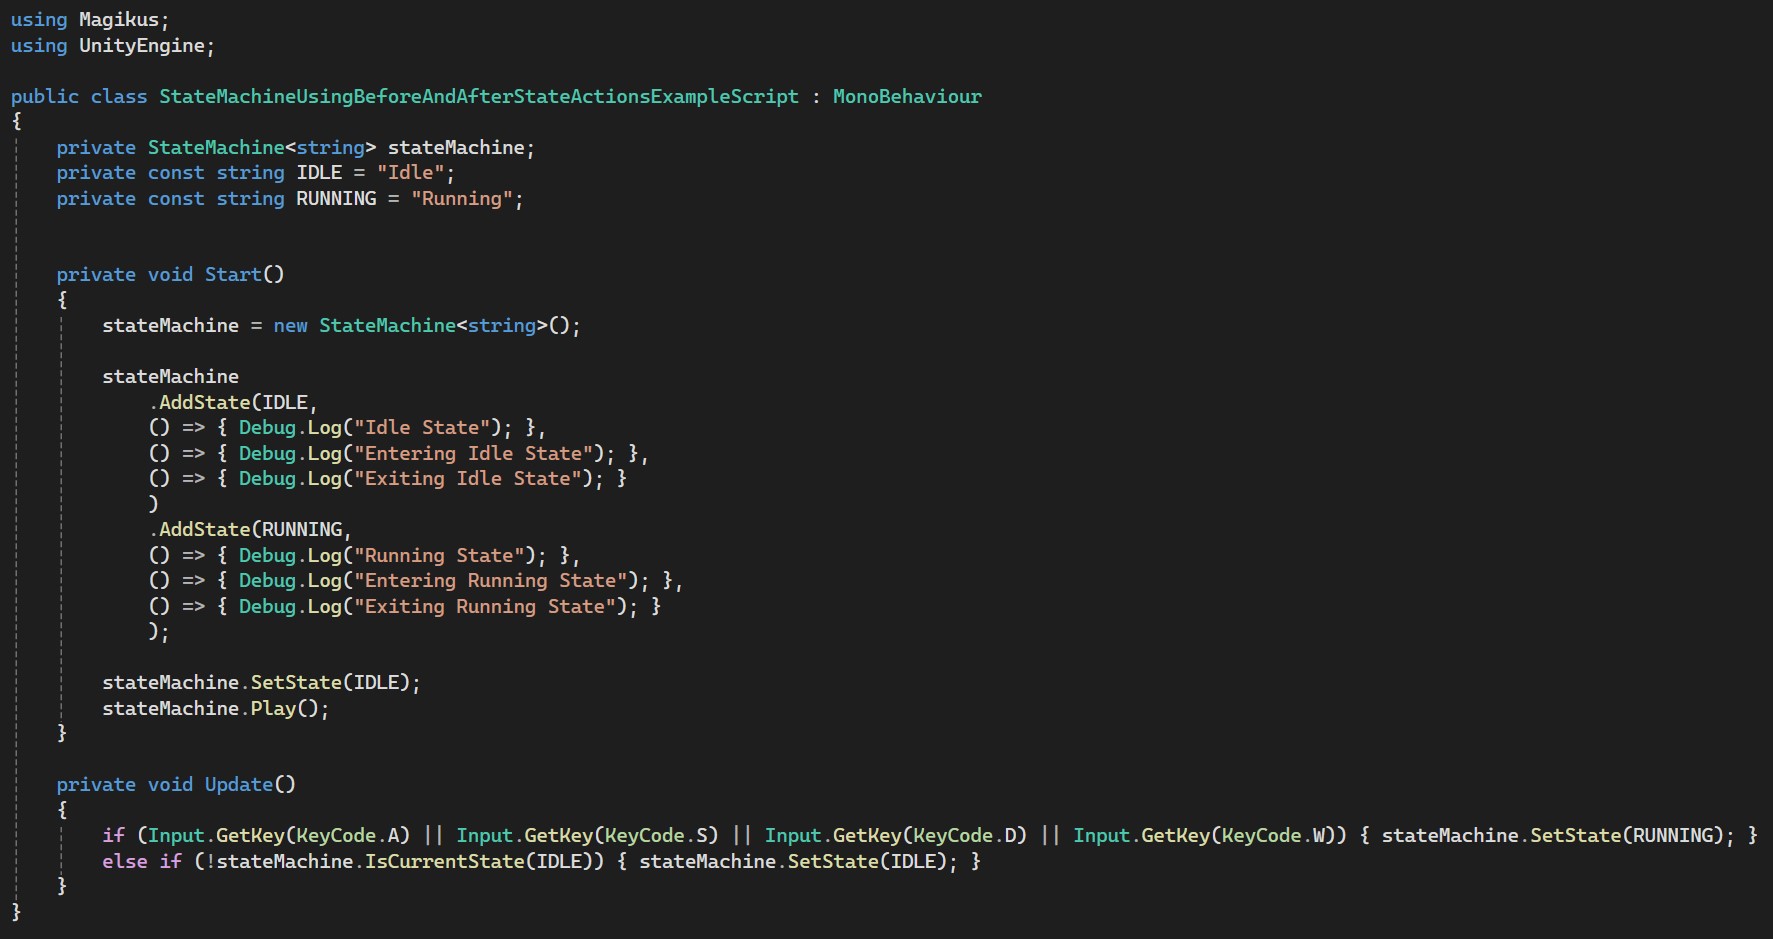 using Magikus;
using UnityEngine;

public class StateMachineUsingBeforeAndAfterStateActionsExampleScript : MonoBehaviour
{
    private StateMachine<string> stateMachine;
    private const string IDLE = "Idle";
    private const string RUNNING = "Running";


    private void Start()
    {
        stateMachine = new StateMachine<string>();

        stateMachine
            .AddState(IDLE,
            () => { Debug.Log("Idle State"); },
            () => { Debug.Log("Entering Idle State"); },
            () => { Debug.Log("Exiting Idle State"); }
            )
            .AddState(RUNNING,
            () => { Debug.Log("Running State"); },
            () => { Debug.Log("Entering Running State"); },
            () => { Debug.Log("Exiting Running State"); }
            );

        stateMachine.SetState(IDLE);
        stateMachine.Play();
    }

    private void Update()
    {
        if (Input.GetKey(KeyCode.A) || Input.GetKey(KeyCode.S) || Input.GetKey(KeyCode.D) || Input.GetKey(KeyCode.W)) { stateMachine.SetState(RUNNING); }
        else if (!stateMachine.IsCurrentState(IDLE)) { stateMachine.SetState(IDLE); }
    }
}